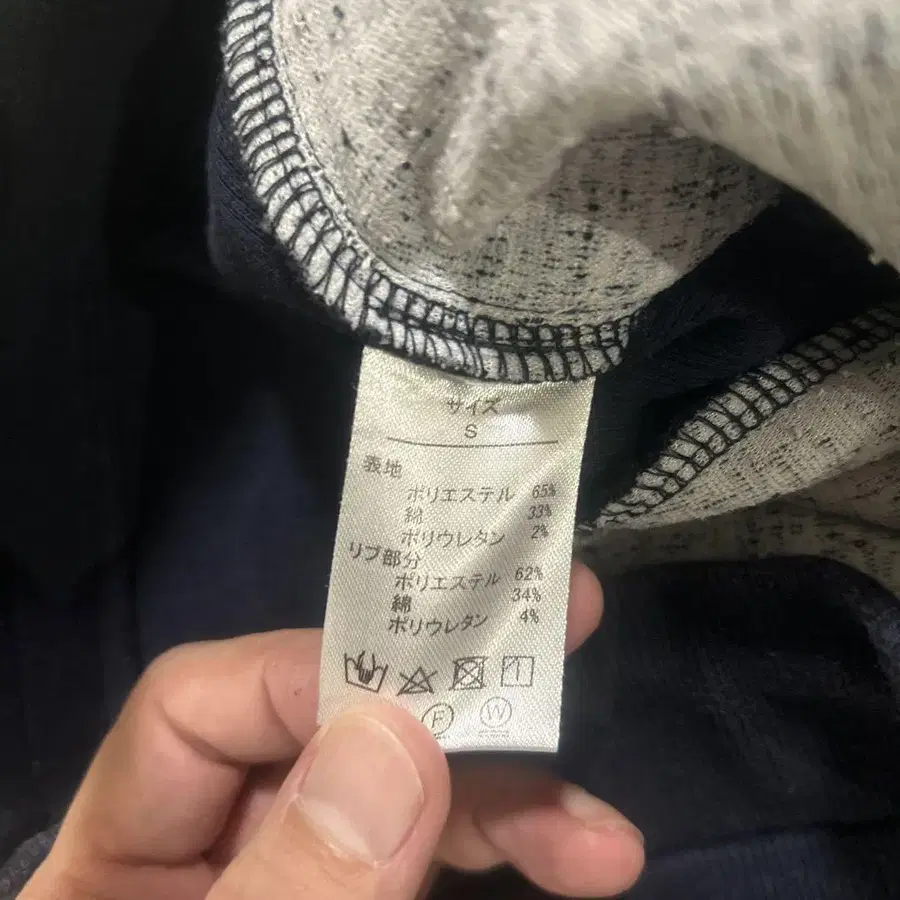 サイズ
S
表地
ポリエステル 65%
綿 33%
ポリウレタン 2%
リブ部分
ポリエステル 62%
綿 34%
ポリウレタン 4%
F W